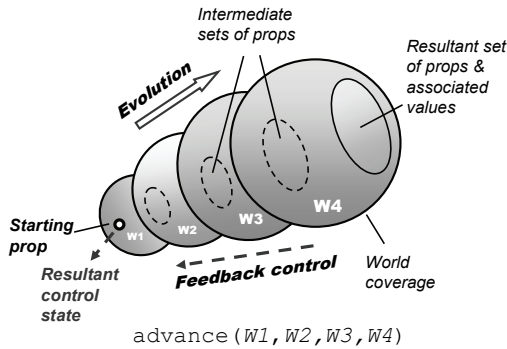 Intermediate
sets of props
Resultant set
of props &
associated
values
Evolution
W4
W3
W2
W1
Starting
prop
Resultant
control
state
Feedback control
World
coverage
advance(W1,W2,W3,W4)